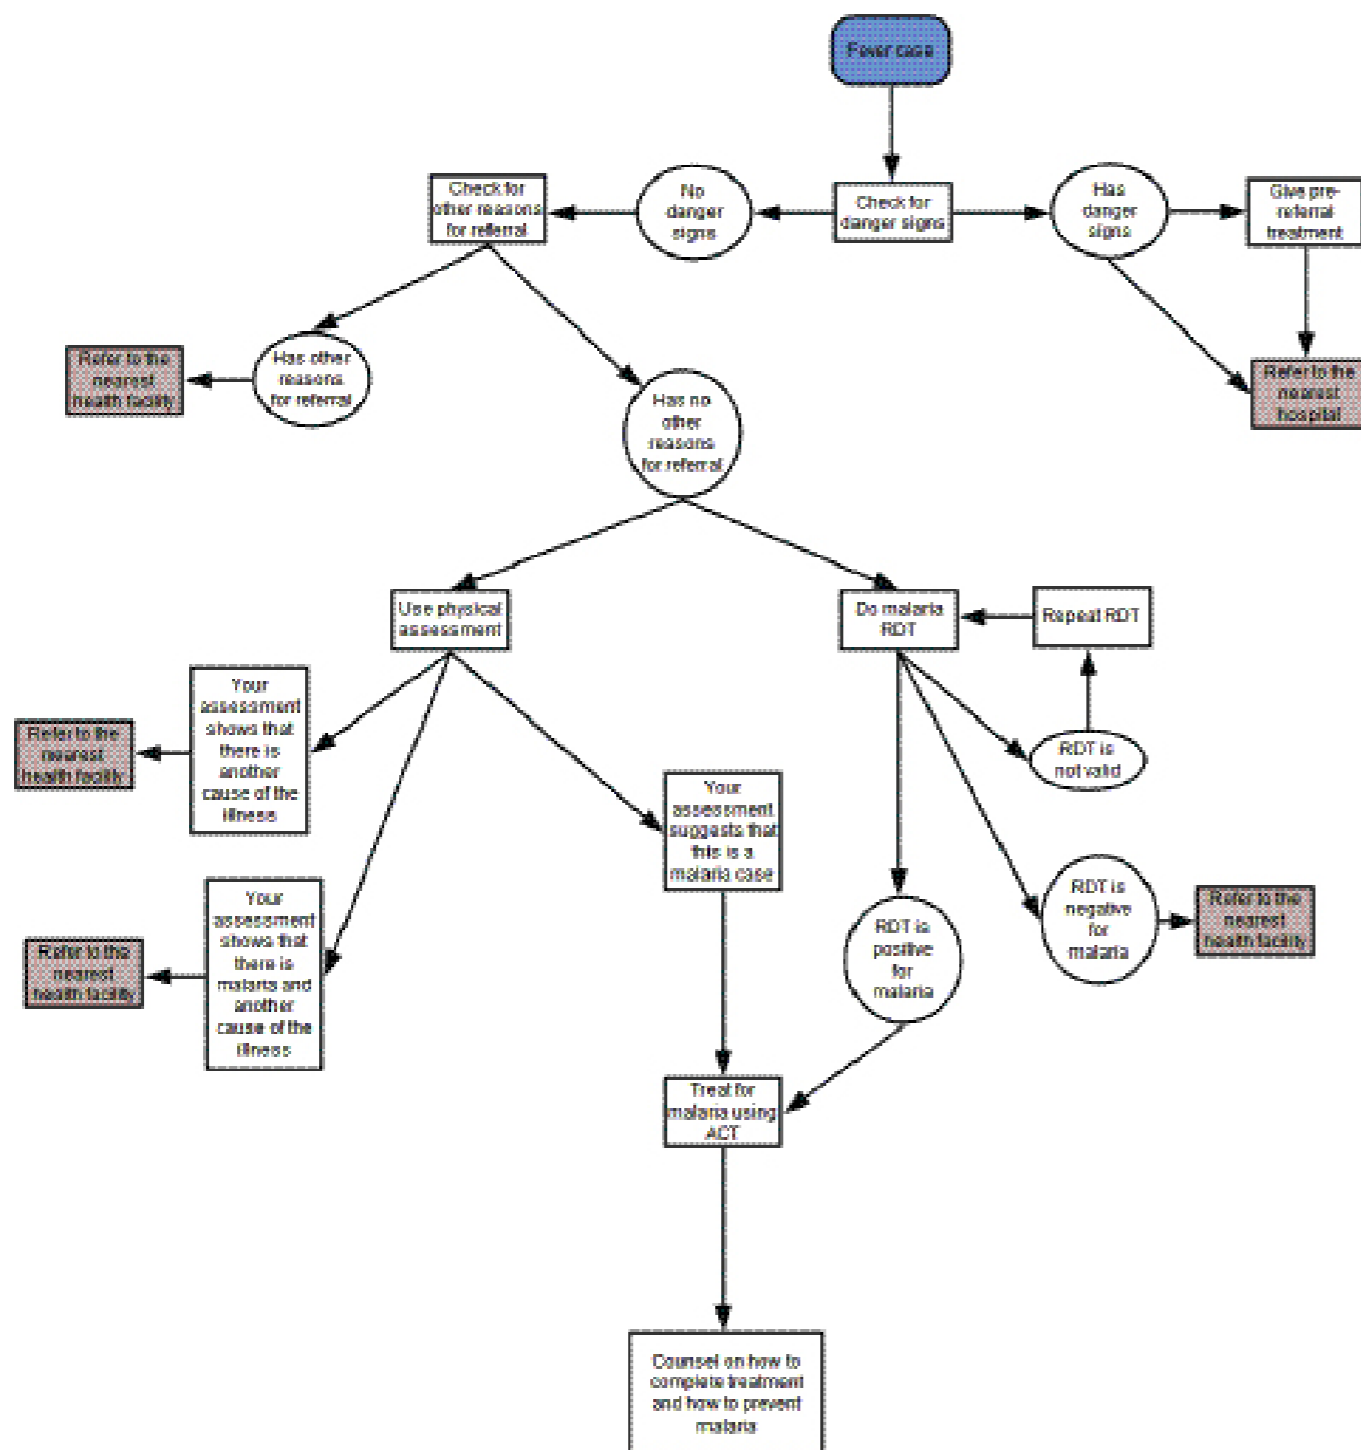 Fever case
Check for
other reasons
for referral
No
danger
signs
Check for
danger signs
Has
danger
signs
Give pre-
referral
treatment
Refer to the
nearest
health facility
Has other
reasons
for referral
Has no
other
reasons
for referral
Refer to the
nearest
hospital
Use physical
assessment
Do malaria
RDT
Repeat RDT
Refer to the
nearest
health facility
Your
assessment
shows that
there is
another
cause of the
illness
Your
assessment
suggests that
this is a
malaria case
RDT is
not valid
Refer to the
nearest
health facility
Your
assessment
shows that
there is
malaria and
another
cause of the
illness
RDT is
positive
for
malaria
RDT is
negative
for
malaria
Refer to the
nearest
health facility
Treat for
malaria using
ACT
Counsel on how to
complete treatment
and how to prevent
malaria